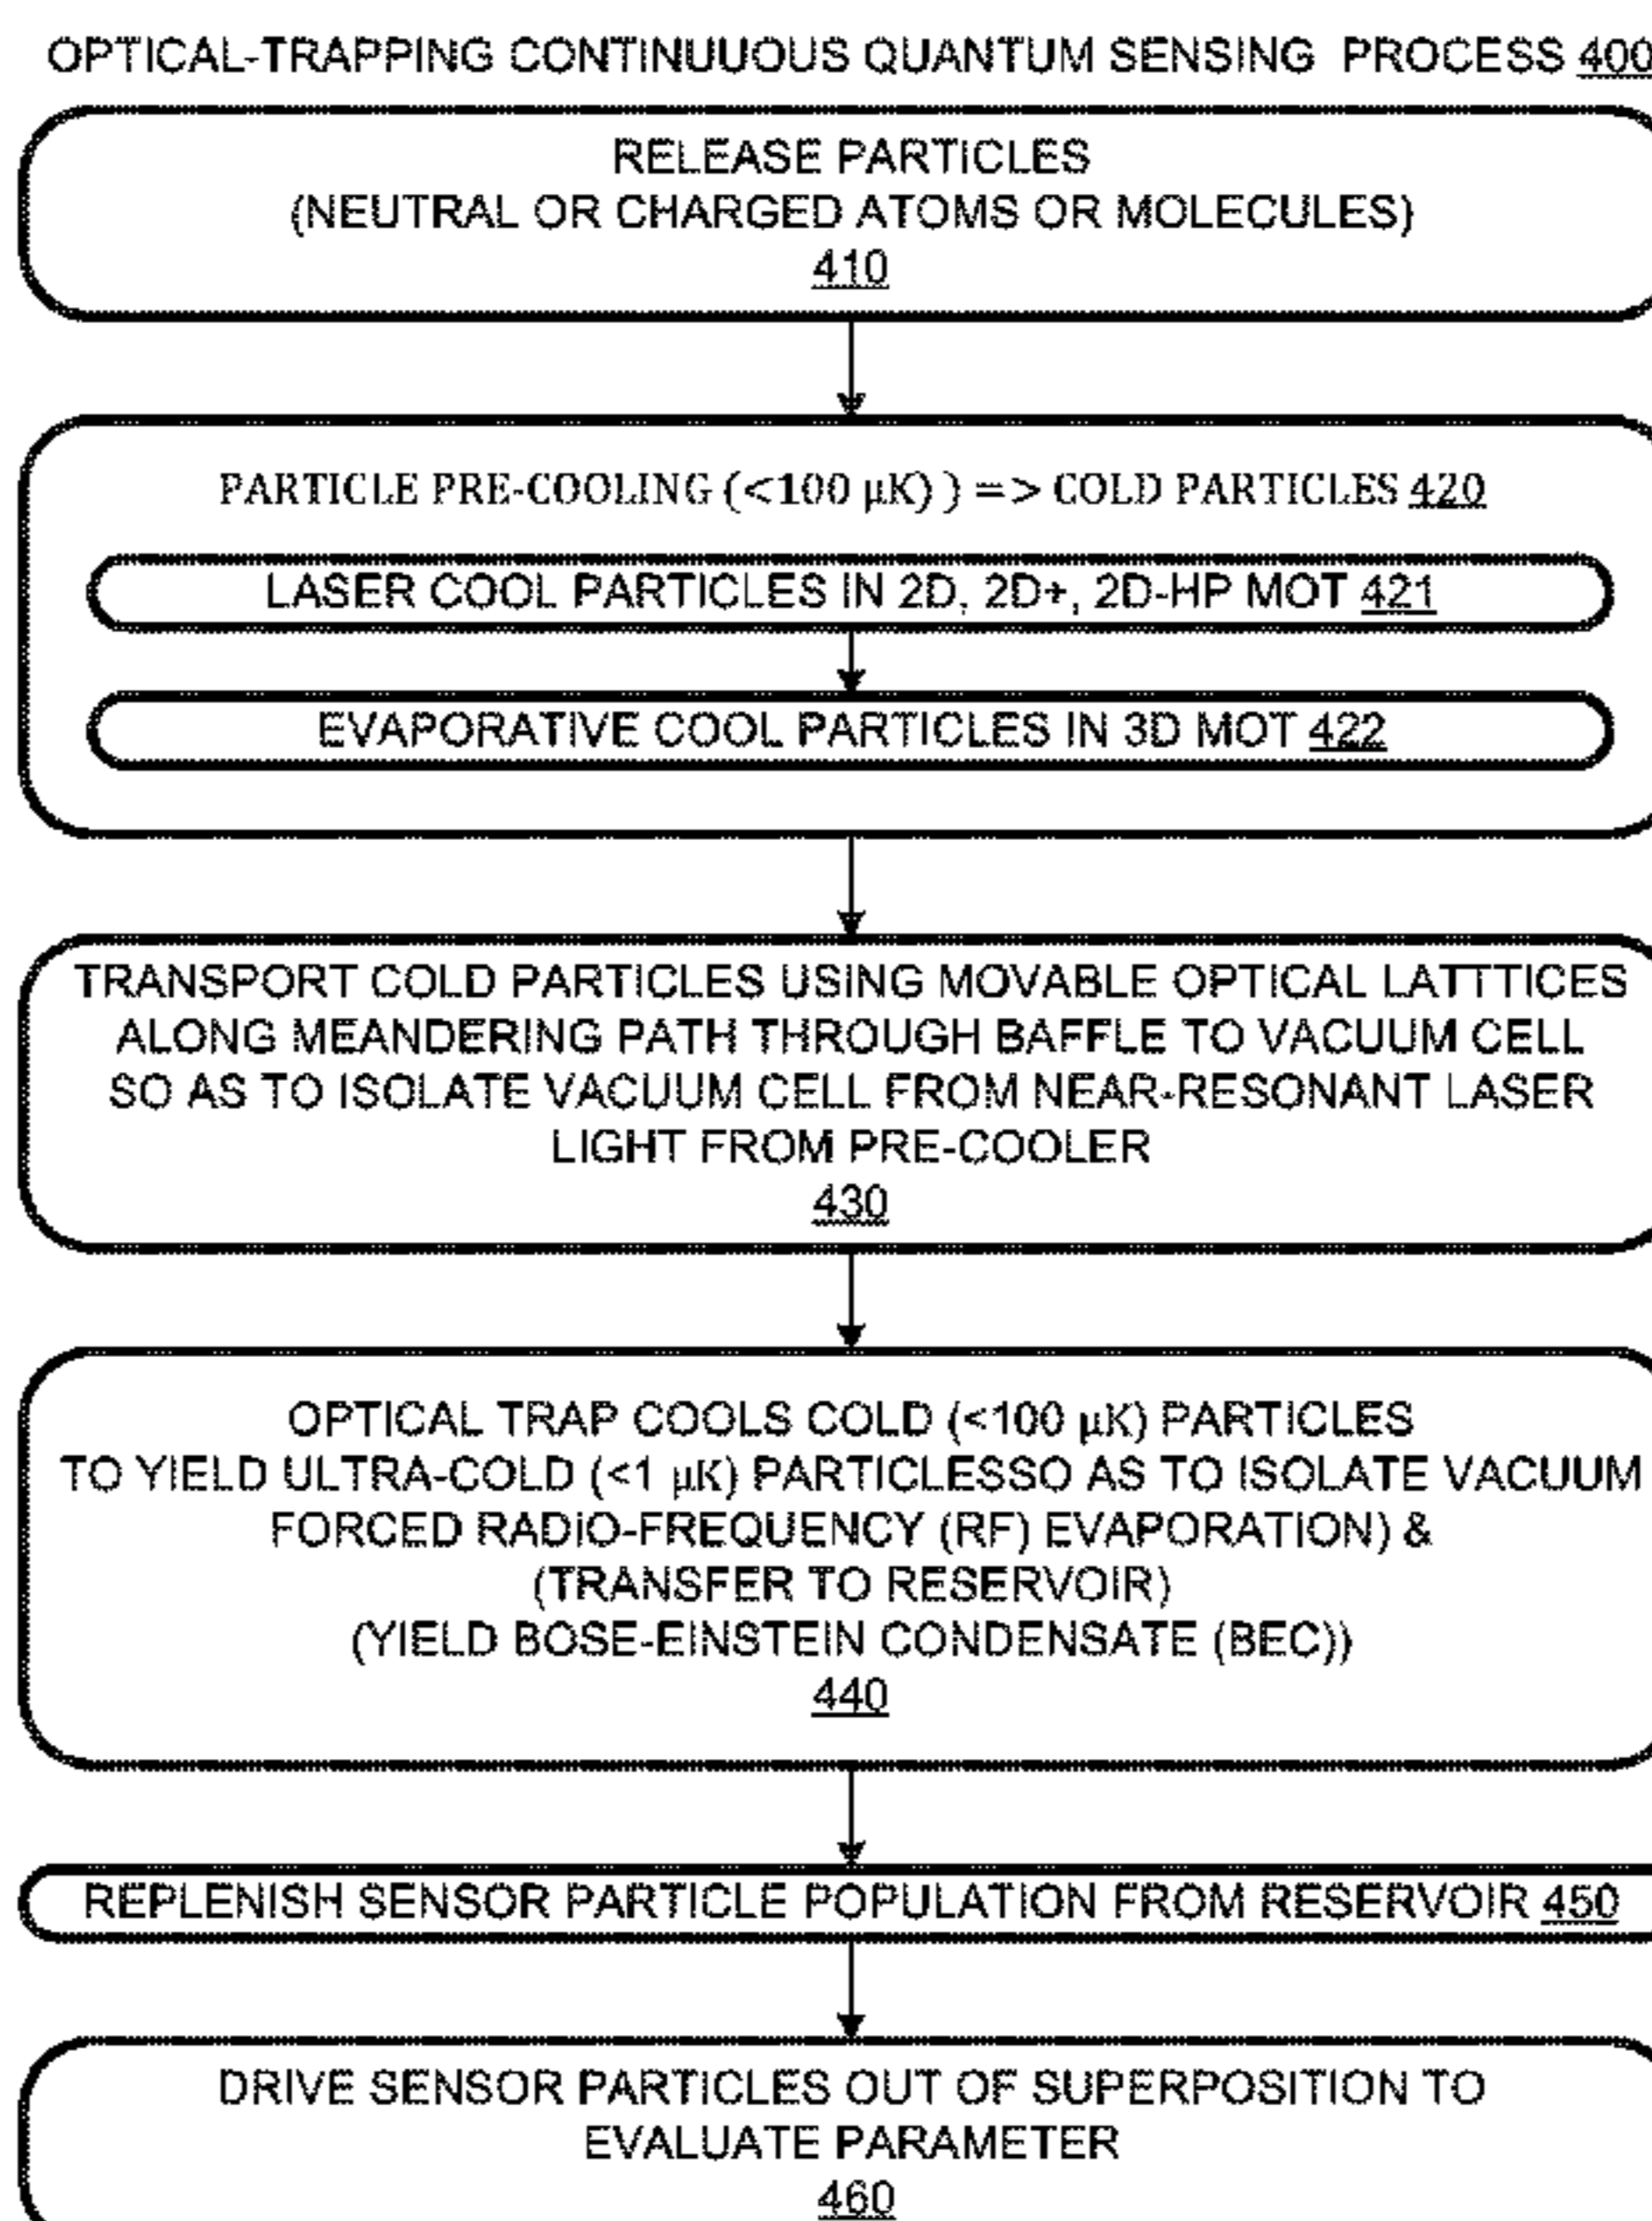 OPTICAL-TRAPPING CONTINUUOUS QUANTUM SENSING PROCESS 400
RELEASE PARTICLES
(NEUTRAL OR CHARGED ATOMS OR MOLECULES)
410
PARTICLE PRE-COOLING (<100 μK) ) => COLD PARTICLES 420
LASER COOL PARTICLES IN 2D, 2D+, 2D-HP MOT 421
EVAPORATIVE COOL PARTICLES IN 3D MOT 422
TRANSPORT COLD PARTICLES USING MOVABLE OPTICAL LATTTICES
ALONG MEANDERING PATH THROUGH BAFFLE TO VACUUM CELL
SO AS TO ISOLATE VACUUM CELL FROM NEAR-RESONANT LASER
LIGHT FROM PRE-COOLER
430
OPTICAL TRAP COOLS COLD (<100 μK) PARTICLES
TO YIELD ULTRA-COLD (<1 μK) PARTICLESSO AS TO ISOLATE VACUUM
FORCED RADIO-FREQUENCY (RF) EVAPORATION) &
(TRANSFER TO RESERVOIR)
(YIELD BOSE-EINSTEIN CONDENSATE (BEC))
440
REPLENISH SENSOR PARTICLE POPULATION FROM RESERVOIR 450
DRIVE SENSOR PARTICLES OUT OF SUPERPOSITION TO
EVALUATE PARAMETER
460